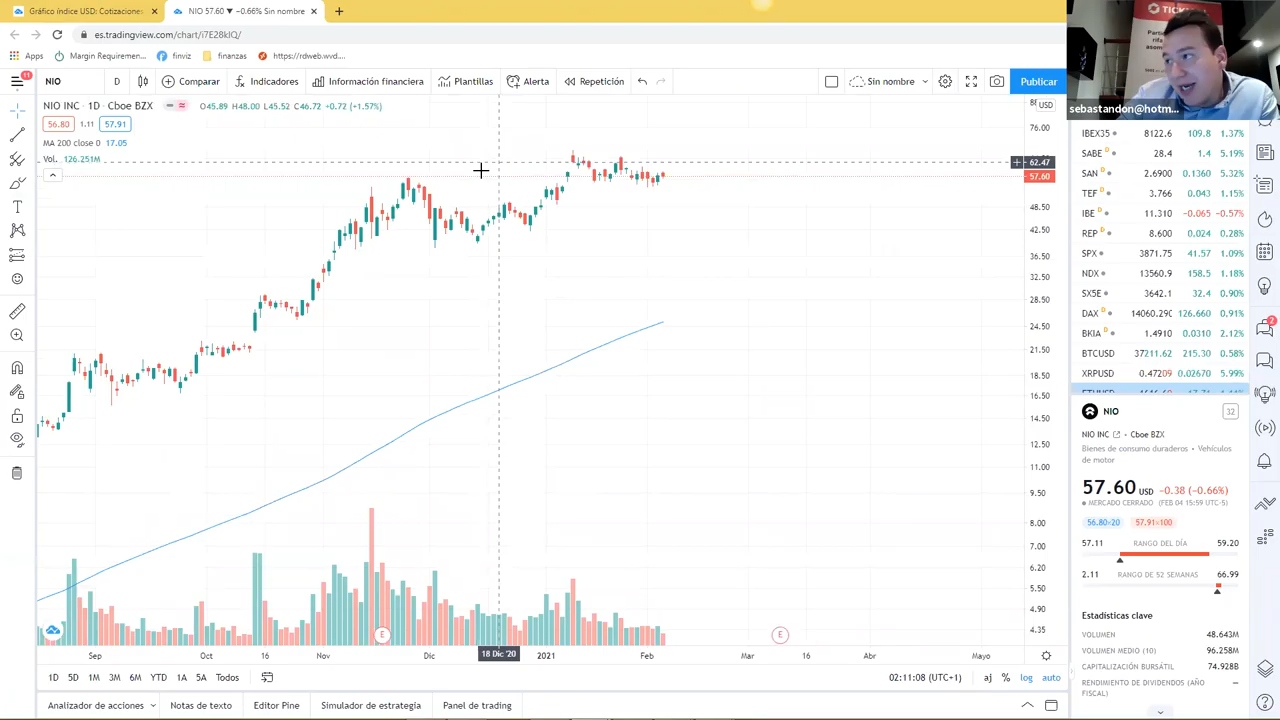 Gráfico índice USD: Cotizaciones
NIO 57.60 ▼ −0.66% Sin nombre
es.tradingview.com/chart/i7E28kIQ/
Apps
Margin Requiremen...
finviz
finanzas
https://rdweb.wvd....
TICK
sebastandon@hotm...
11
NIO
D
Comparar
Indicadores
Información financiera
Plantillas
Alerta
Repetición
Sin nombre
Publicar
NIO INC • 1D • Cboe BZX
O45.89 H48.00 L45.52 C46.72 +0.72 (+1.57%)
56.80 1.11 57.91
MA 200 close 0 17.05
Vol. 126.251M
USD
76.00
62.47
57.60
48.50
42.50
36.50
32.50
28.50
24.50
21.50
18.50
16.50
14.50
12.50
11.00
9.50
8.00
7.00
6.20
5.50
4.90
4.35
E
E
Sep
Oct
16
Nov
Dic
18 Dic '20
2021
Feb
Mar
16
Abr
Mayo
1D 5D 1M 3M 6M YTD 1A 5A Todos
02:11:08 (UTC+1)
aj % log auto
Analizador de acciones
Notas de texto
Editor Pine
Simulador de estrategia
Panel de trading
IBEX35 8122.6 109.8 1.37%
SABE D 28.4 1.4 5.19%
SAN D 2.6900 0.1360 5.32%
TEF D 3.766 0.043 1.15%
IBE D 11.310 −0.065 −0.57%
REP D 8.600 0.024 0.28%
SPX 3871.75 41.57 1.09%
NDX 13560.9 158.5 1.18%
SX5E 3642.1 32.4 0.90%
DAX D 14060.290 126.660 0.91%
BKIA D 1.4910 0.0310 2.12%
BTCUSD 37211.62 215.30 0.58%
XRPUSD 0.47209 0.02670 5.99%
2
NIO
32
NIO INC • Cboe BZX
Bienes de consumo duraderos • Vehículos
de motor
57.60 USD −0.38 (−0.66%)
MERCADO CERRADO (FEB 04 15:59 UTC-5)
56.80×20 57.91×100
57.11 RANGO DEL DÍA 59.20
2.11 RANGO DE 52 SEMANAS 66.99
Estadísticas clave
VOLUMEN 48.643M
VOLUMEN MEDIO (10) 96.258M
CAPITALIZACIÓN BURSÁTIL 74.928B
RENDIMIENTO DE DIVIDENDOS (AÑO —
FISCAL)